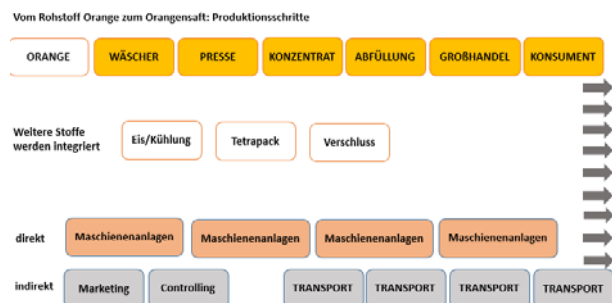 Vom Rohstoff Orange zum Orangensaft: Produktionsschritte
ORANGE WÄSCHER PRESSE KONZENTRAT ABFÜLLUNG GROßHANDEL KONSUMENT
Weitere Stoffe
werden integriert
Eis/Kühlung Tetrapack Verschluss
direkt Maschienenanlagen Maschienenanlagen Maschienenanlagen Maschienenanlagen
indirekt Marketing Controlling TRANSPORT TRANSPORT TRANSPORT TRANSPORT